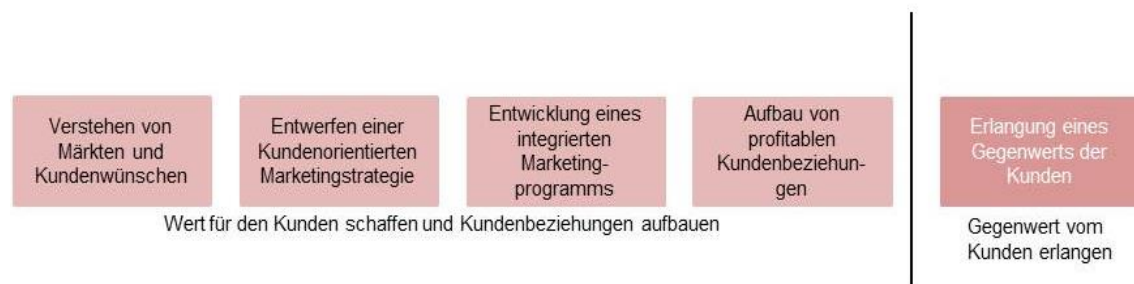 Verstehen von
Märkten und
Kundenwünschen
Entwerfen einer
Kundenorientierten
Marketingstrategie
Entwicklung eines
integrierten
Marketing-
programms
Aufbau von
profitablen
Kundenbeziehun-
gen
Erlangung eines
Gegenwerts der
Kunden
Wert für den Kunden schaffen und Kundenbeziehungen aufbauen
Gegenwert vom
Kunden erlangen